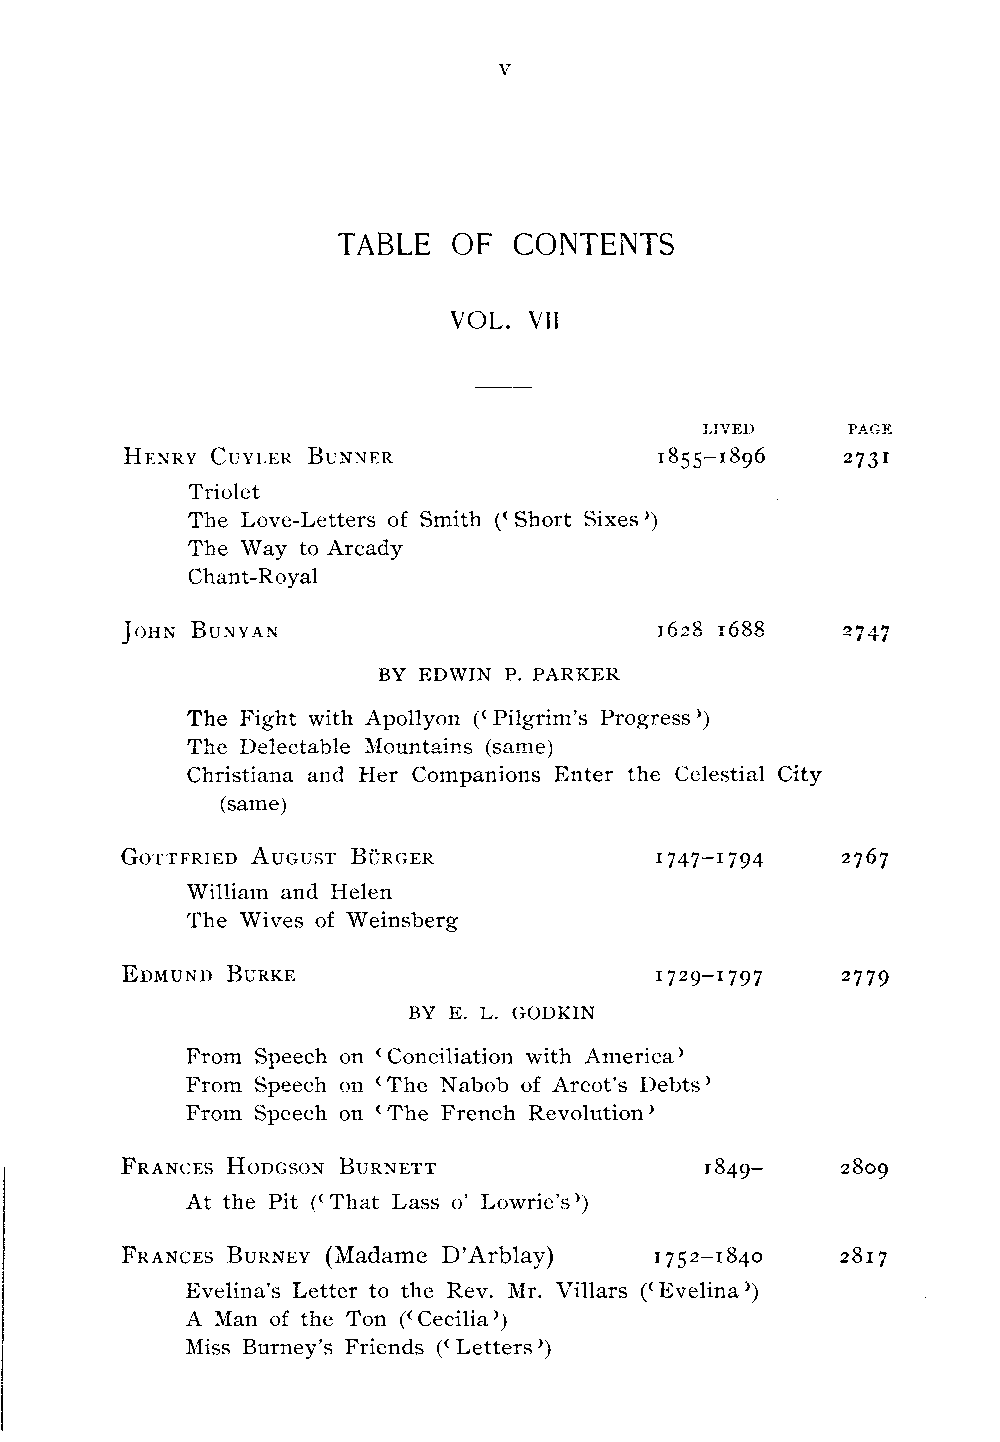 v
TABLE OF CONTENTS
VOL. VII
LIVED PAGE
HENRY CUYLER BUNNER 1855–1896 2731
Triolet
The Love-Letters of Smith (‘Short Sixes’)
The Way to Arcady
Chant-Royal
JOHN BUNYAN 1628 1688 2747
BY EDWIN P. PARKER
The Fight with Apollyon (‘Pilgrim's Progress’)
The Delectable Mountains (same)
Christiana and Her Companions Enter the Celestial City
(same)
GOTTFRIED AUGUST BÜRGER 1747–1794 2767
William and Helen
The Wives of Weinsberg
EDMUND BURKE 1729–1797 2779
BY E. L. GODKIN
From Speech on ‘Conciliation with America’
From Speech on ‘The Nabob of Arcot's Debts’
From Speech on ‘The French Revolution’
FRANCES HODGSON BURNETT 1849– 2809
At the Pit (‘That Lass o' Lowrie's’)
FRANCES BURNEY (Madame D'Arblay) 1752–1840 2817
Evelina's Letter to the Rev. Mr. Villars (‘Evelina’)
A Man of the Ton (‘Cecilia’)
Miss Burney's Friends (‘Letters’)